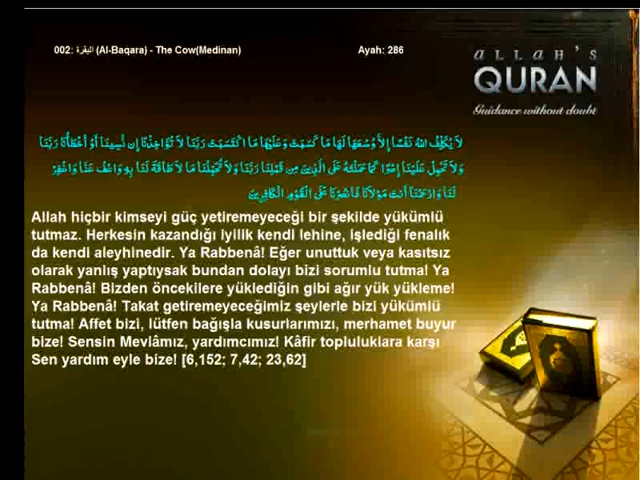 002: البقرة (Al-Baqara) - The Cow(Medinan)
Ayah: 286
ALLAH'S
QURAN
Guidance without doubt
لَا يُكَلِّفُ اللَّهُ نَفْسًا إِلَّا وُسْعَهَا لَهَا مَا كَسَبَتْ وَعَلَيْهَا مَا اكْتَسَبَتْ رَبَّنَا لَا تُؤَاخِذْنَا إِن نَّسِينَا أَوْ أَخْطَأْنَا رَبَّنَا
وَلَا تَحْمِلْ عَلَيْنَا إِصْرًا كَمَا حَمَلْتَهُ عَلَى الَّذِينَ مِن قَبْلِنَا رَبَّنَا وَلَا تُحَمِّلْنَا مَا لَا طَاقَةَ لَنَا بِهِ وَاعْفُ عَنَّا وَاغْفِرْ
لَنَا وَارْحَمْنَا أَنتَ مَوْلَانَا فَانصُرْنَا عَلَى الْقَوْمِ الْكَافِرِينَ
Allah hiçbir kimseyi güç yetiremeyeceği bir şekilde yükümlü
tutmaz. Herkesin kazandığı iyilik kendi lehine, işlediği fenalık
da kendi aleyhinedir. Ya Rabbenâ! Eğer unuttuk veya kasıtsız
olarak yanlış yaptıysak bundan dolayı bizi sorumlu tutma! Ya
Rabbenâ! Bizden öncekilere yüklediğin gibi ağır yük yükleme!
Ya Rabbenâ! Takat getiremeyeceğimiz şeylerle bizi yükümlü
tutma! Affet bizi, lütfen bağışla kusurlarımızı, merhamet buyur
bize! Sensin Mevlâmız, yardımcımız! Kâfir topluluklara karşı
Sen yardım eyle bize! [6,152; 7,42; 23,62]